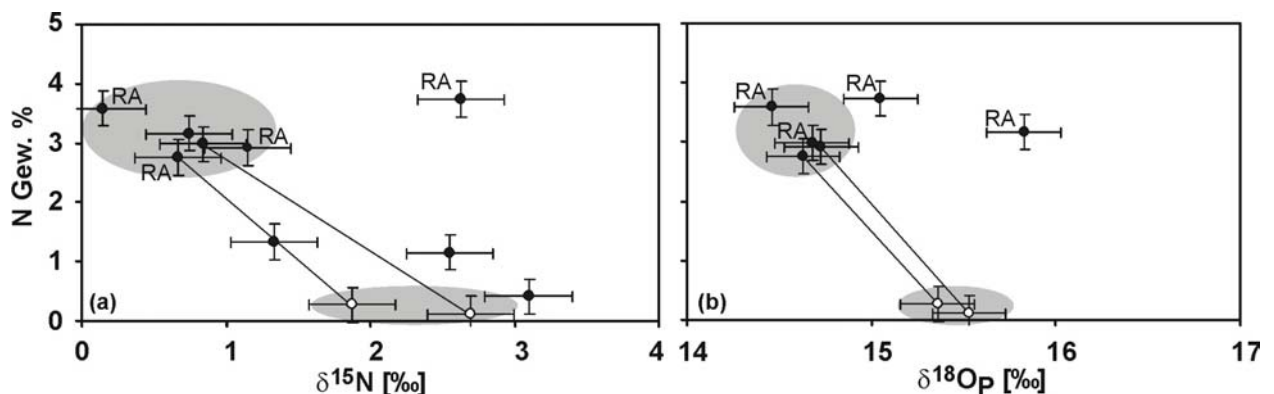 5
4
3
2
1
0
N Gew. %
RA
RA
RA
RA
(a)
0
1
2
3
4
δ¹⁵N [‰]
RA
RA
RA
RA
(b)
14
15
16
17
δ¹⁸Oₚ [‰]